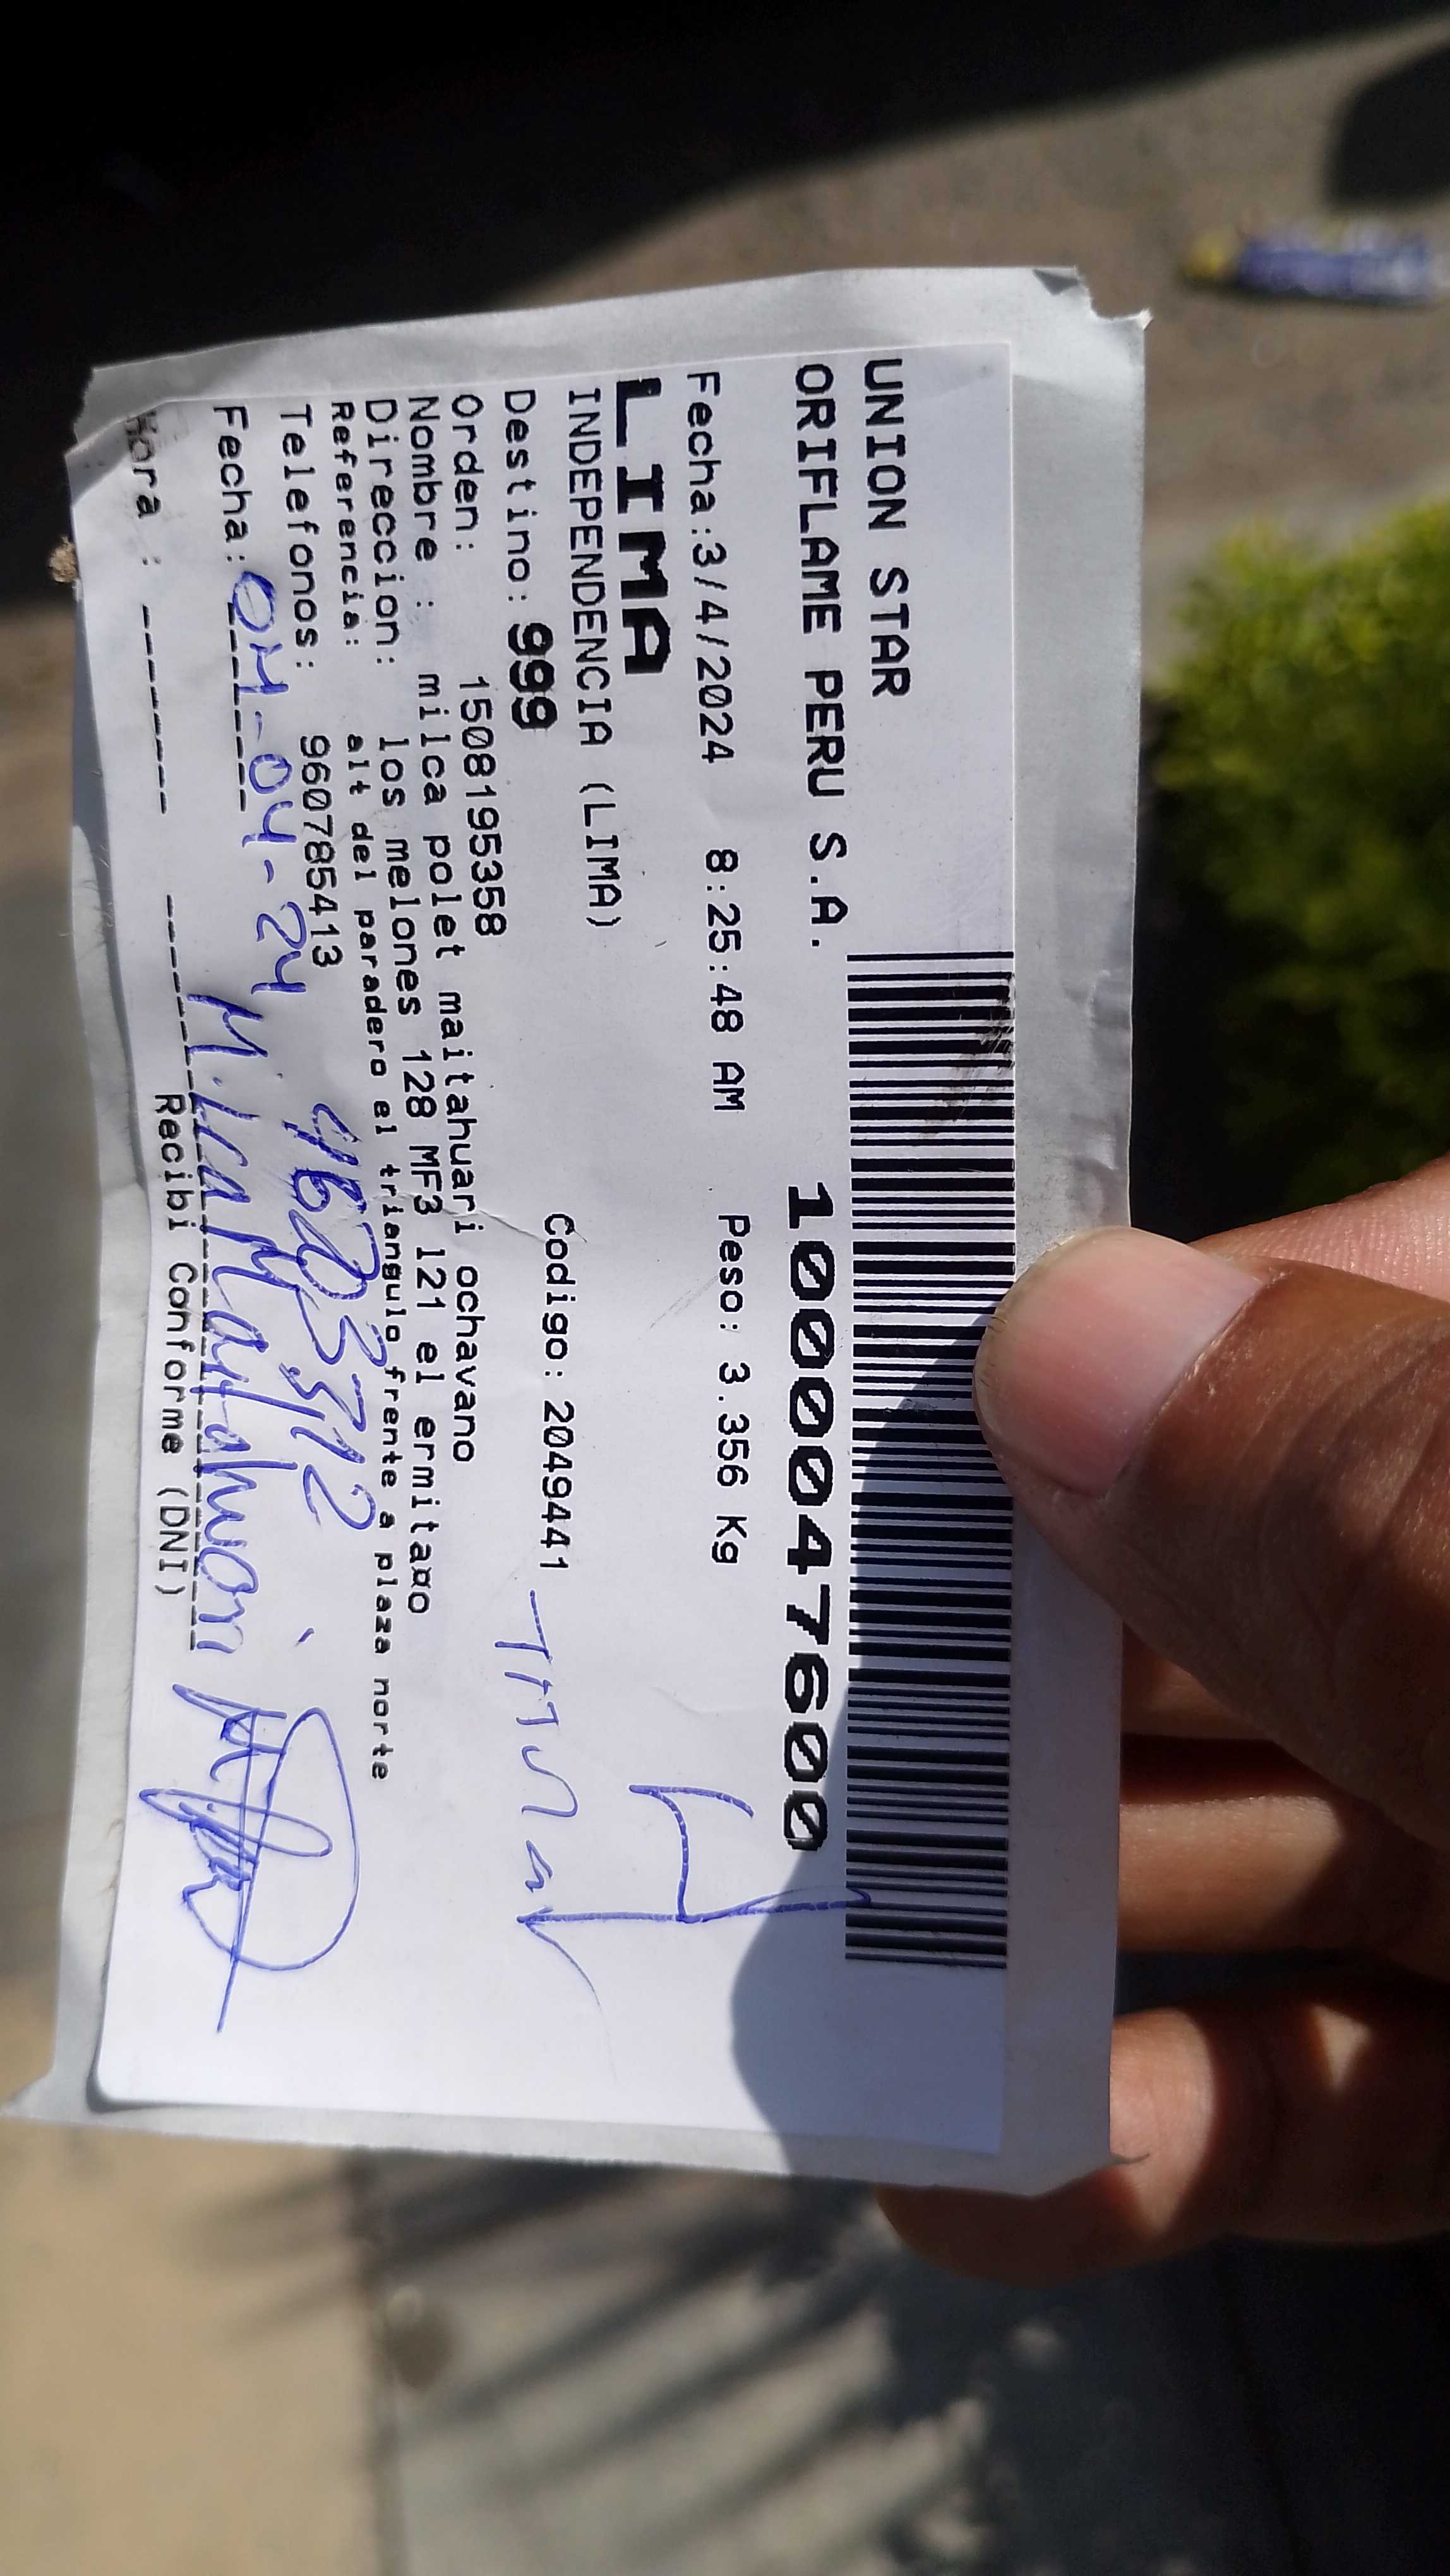 UNION STAR
ORIFLAME PERU S.A.
10000047600
Fecha:3/4/2024 8:25:48 AM Peso: 3.356 Kg
LIMA
INDEPENDENCIA (LIMA)
Destino: 999 Codigo: 2049441
Orden: 1508195358
Nombre : milca polet maitahuari ochavano
Direccion: los melones 128 MF3 121 el ermitaño
Referencia: alt del paradero el triangulo frente a plaza norte
Telefonos: 960785413
Fecha: 04-04-24
Milca Maitahuari
Hora :
Recibi Conforme (DNI)